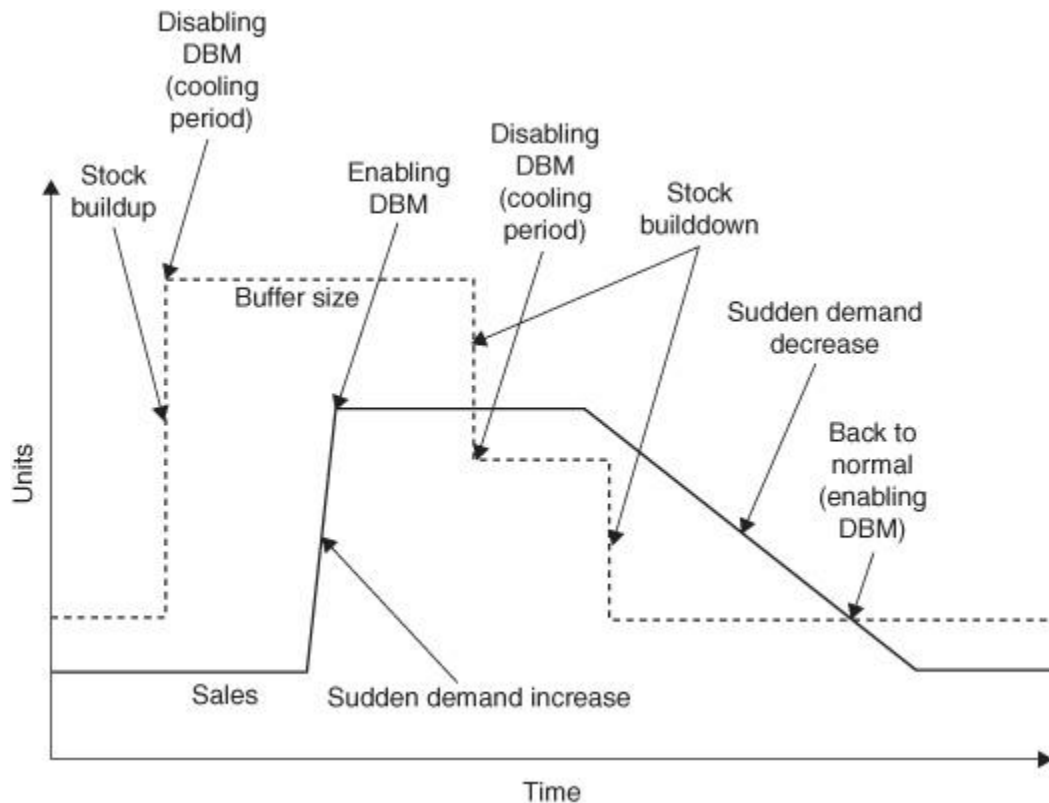 Disabling
DBM
(cooling
period)
Stock
buildup
Enabling
DBM
Disabling
DBM
(cooling
period)
Stock
builddown
Buffer size
Sudden demand
decrease
Back to
normal
(enabling
DBM)
Units
Sales
Sudden demand increase
Time